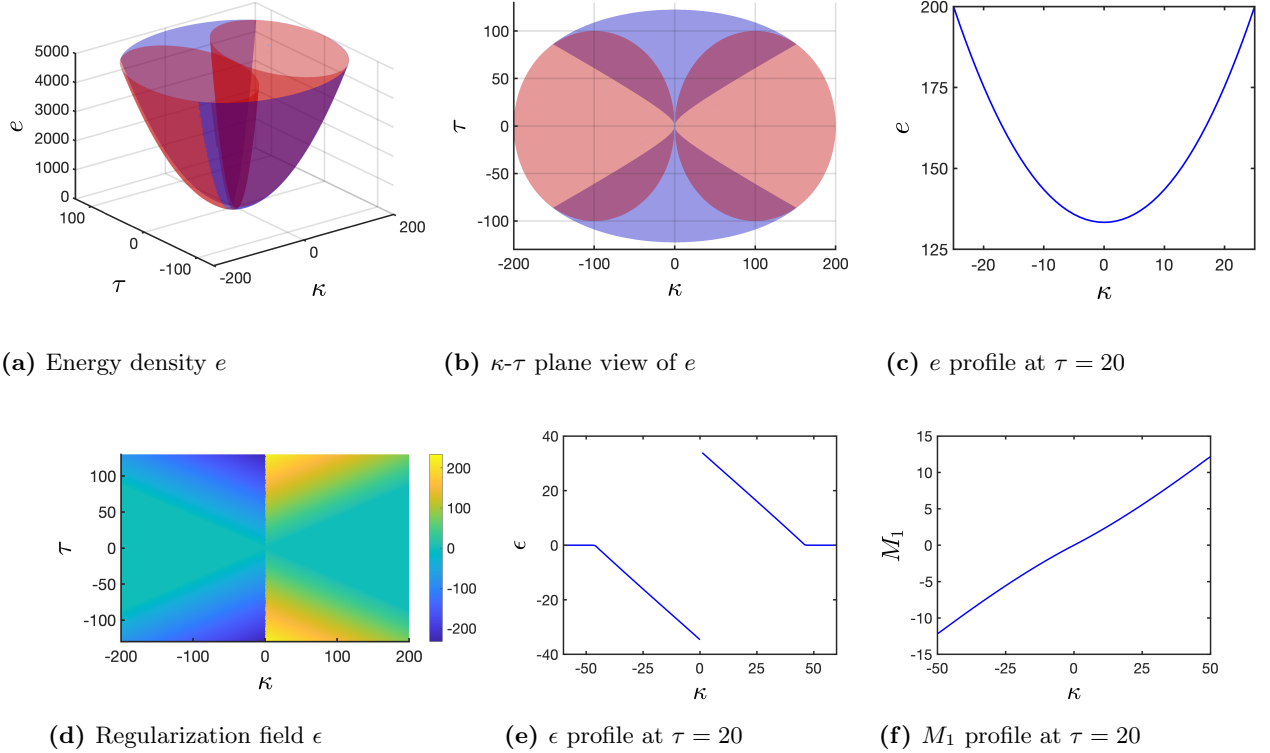 5000
4000
3000
2000
1000
0
e
100
0
-100
τ
-200
0
200
κ
100
50
0
-50
-100
τ
-200 -100 0 100 200
κ
200
175
150
125
e
-20 -10 0 10 20
κ
(a) Energy density e
(b) κ-τ plane view of e
(c) e profile at τ = 20
100
50
0
-50
-100
τ
-200 -100 0 100 200
κ
200
100
0
-100
-200
40
20
0
-20
-40
ϵ
-50 -25 0 25 50
κ
15
10
5
0
-5
-10
-15
M₁
-50 -25 0 25 50
κ
(d) Regularization field ϵ
(e) ϵ profile at τ = 20
(f) M₁ profile at τ = 20